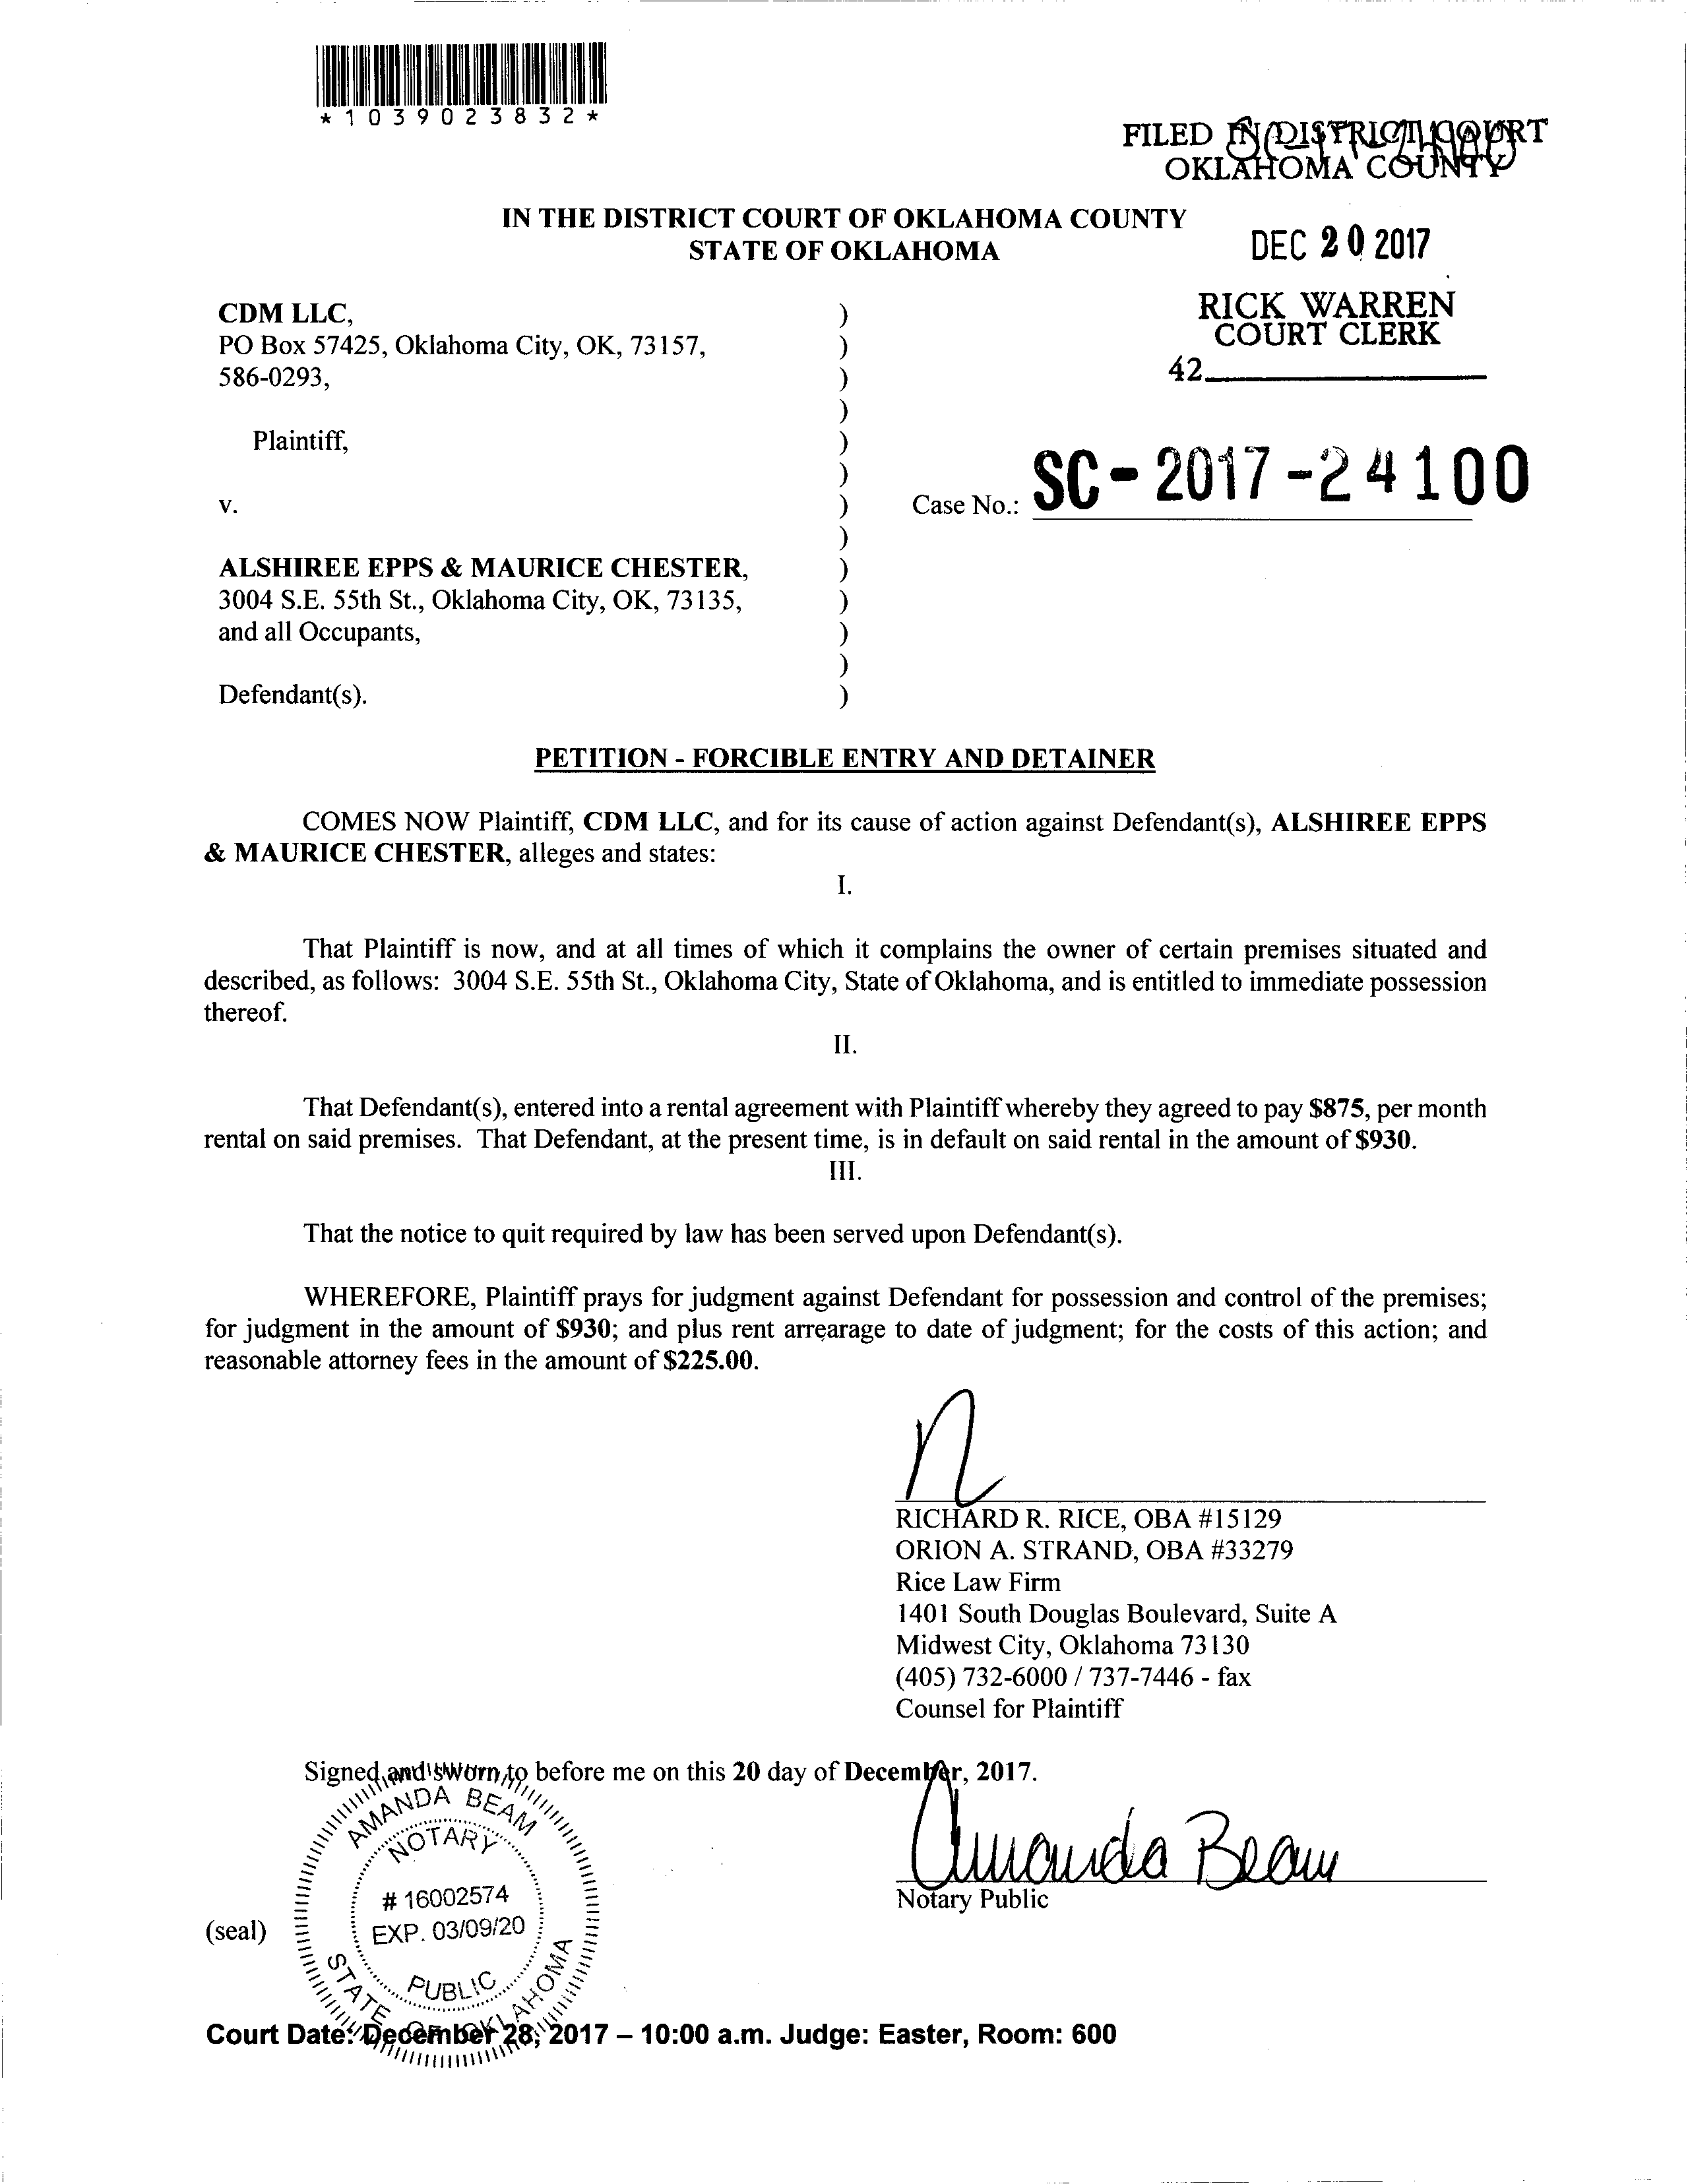 *1039023832*
FILED IN DISTRICT COURT
OKLAHOMA COUNTY
IN THE DISTRICT COURT OF OKLAHOMA COUNTY
STATE OF OKLAHOMA
DEC 20 2017
RICK WARREN
COURT CLERK
42
CDM LLC, )
PO Box 57425, Oklahoma City, OK, 73157, )
586-0293, )
)
Plaintiff, )
)
v. ) Case No.: SC-2017-24100
)
ALSHIREE EPPS & MAURICE CHESTER, )
3004 S.E. 55th St., Oklahoma City, OK, 73135, )
and all Occupants, )
)
Defendant(s). )
PETITION - FORCIBLE ENTRY AND DETAINER
COMES NOW Plaintiff, CDM LLC, and for its cause of action against Defendant(s), ALSHIREE EPPS
& MAURICE CHESTER, alleges and states:
I.
That Plaintiff is now, and at all times of which it complains the owner of certain premises situated and
described, as follows: 3004 S.E. 55th St., Oklahoma City, State of Oklahoma, and is entitled to immediate possession
thereof.
II.
That Defendant(s), entered into a rental agreement with Plaintiff whereby they agreed to pay $875, per month
rental on said premises. That Defendant, at the present time, is in default on said rental in the amount of $930.
III.
That the notice to quit required by law has been served upon Defendant(s).
WHEREFORE, Plaintiff prays for judgment against Defendant for possession and control of the premises;
for judgment in the amount of $930; and plus rent arrearage to date of judgment; for the costs of this action; and
reasonable attorney fees in the amount of $225.00.
RICHARD R. RICE, OBA #15129
ORION A. STRAND, OBA #33279
Rice Law Firm
1401 South Douglas Boulevard, Suite A
Midwest City, Oklahoma 73130
(405) 732-6000 / 737-7446 - fax
Counsel for Plaintiff
Signed and sworn to before me on this 20 day of December, 2017.
Amanda Beam
Notary Public
(seal)
AMANDA BEAM
NOTARY
# 16002574
EXP. 03/09/20
PUBLIC
STATE OF OKLAHOMA
Court Date: December 28, 2017 – 10:00 a.m. Judge: Easter, Room: 600